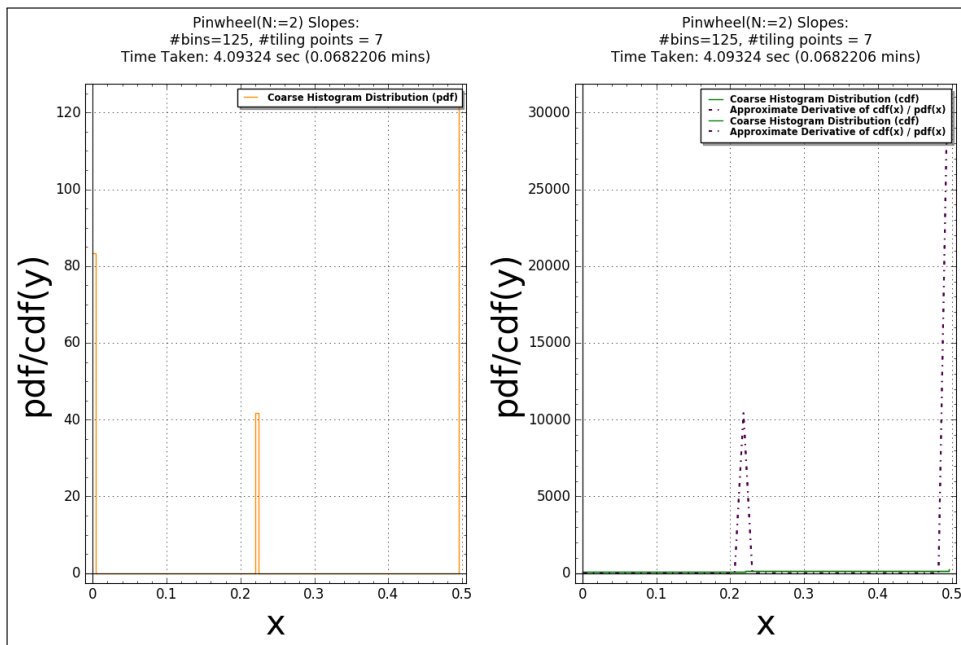 Pinwheel(N:=2) Slopes:
#bins=125, #tiling points = 7
Time Taken: 4.09324 sec (0.0682206 mins)
Coarse Histogram Distribution (pdf)
120
100
80
60
40
20
0
0 0.1 0.2 0.3 0.4 0.5
pdf/cdf(y)
x
Pinwheel(N:=2) Slopes:
#bins=125, #tiling points = 7
Time Taken: 4.09324 sec (0.0682206 mins)
Coarse Histogram Distribution (cdf)
Approximate Derivative of cdf(x) / pdf(x)
Coarse Histogram Distribution (cdf)
Approximate Derivative of cdf(x) / pdf(x)
30000
25000
20000
15000
10000
5000
0
0 0.1 0.2 0.3 0.4 0.5
pdf/cdf(y)
x